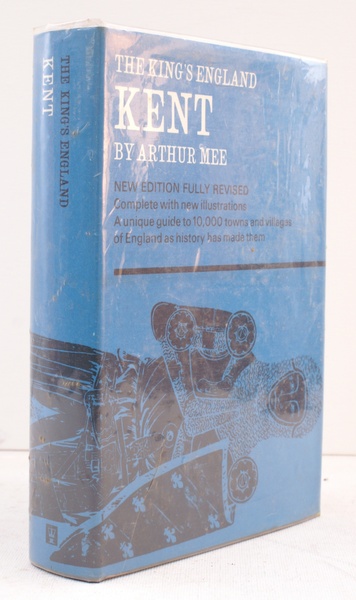 THE KING'S ENGLAND
KENT
BY ARTHUR MEE
NEW EDITION FULLY REVISED
Complete with new illustrations
A unique guide to 10,000 towns and villages
of England as history has made them
THE KING'S ENGLAND
KENT